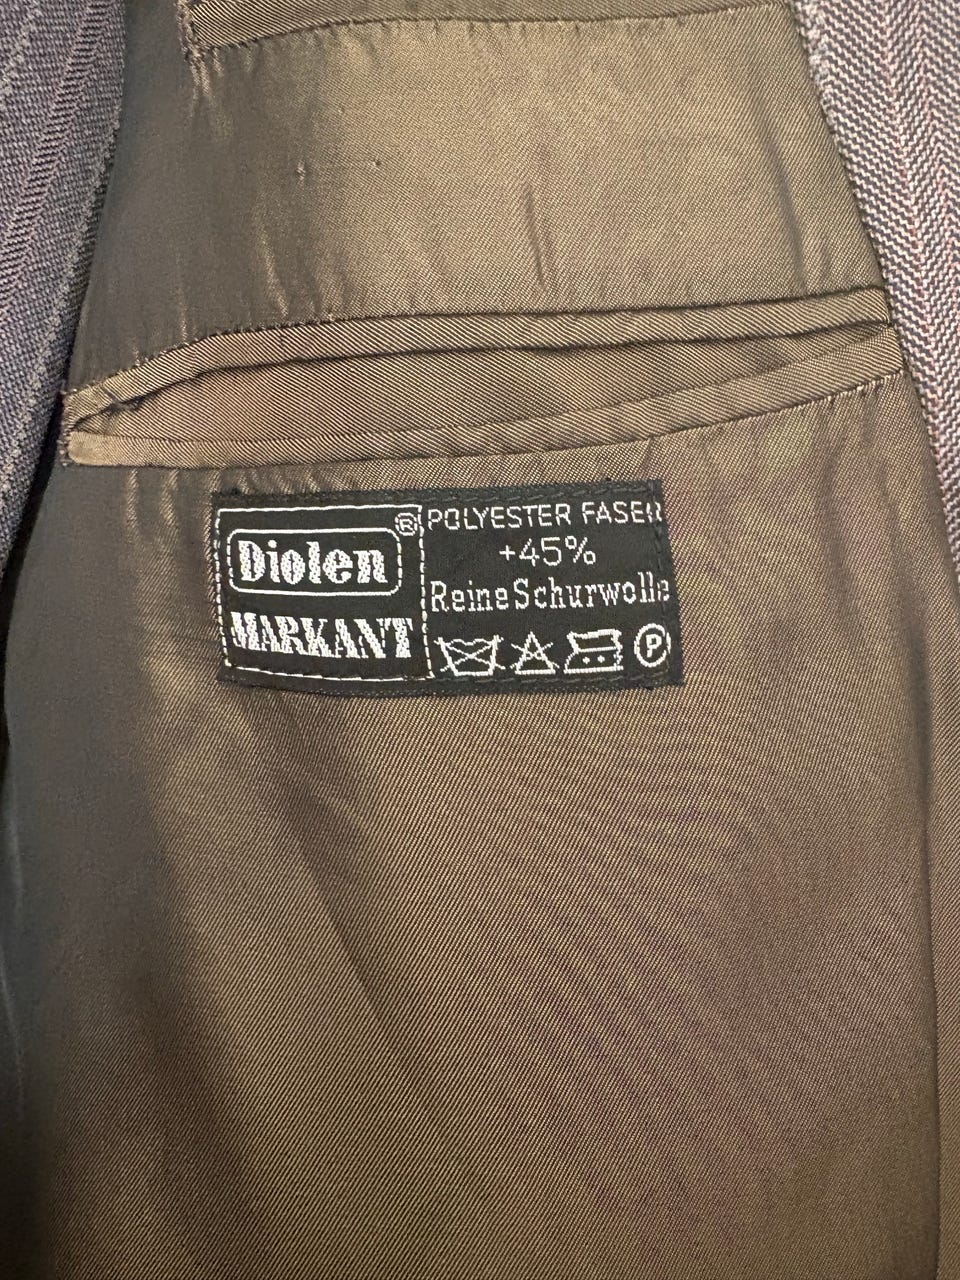 Diolen ®
MARKANT
POLYESTER FASER
+45%
Reine Schurwolle
P